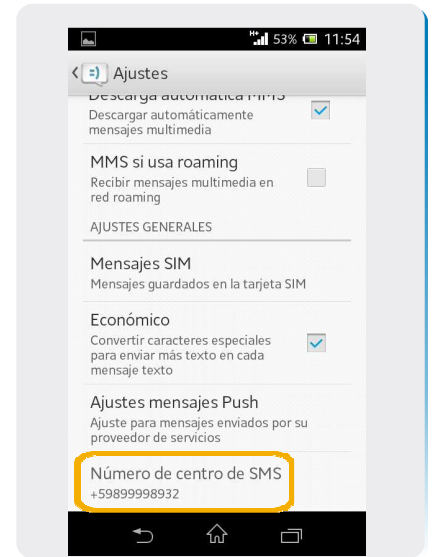 H+ 53% 11:54
Ajustes
Descarga automática MMS
Descargar automáticamente
mensajes multimedia
MMS si usa roaming
Recibir mensajes multimedia en
red roaming
AJUSTES GENERALES
Mensajes SIM
Mensajes guardados en la tarjeta SIM
Económico
Convertir caracteres especiales
para enviar más texto en cada
mensaje texto
Ajustes mensajes Push
Ajuste para mensajes enviados por su
proveedor de servicios
Número de centro de SMS
+59899998932